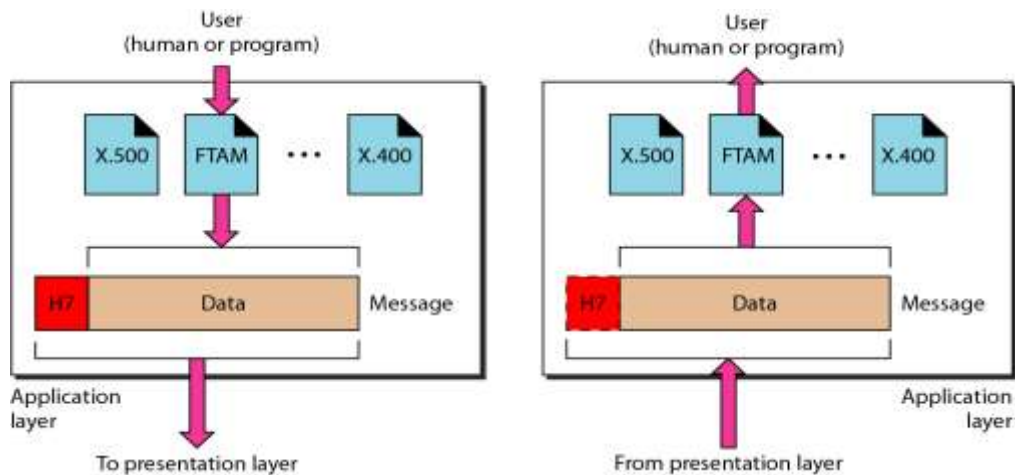 User
(human or program)
X.500
FTAM
...
X.400
H7
Data
Message
Application
layer
To presentation layer
User
(human or program)
X.500
FTAM
...
X.400
H7
Data
Message
Application
layer
From presentation layer